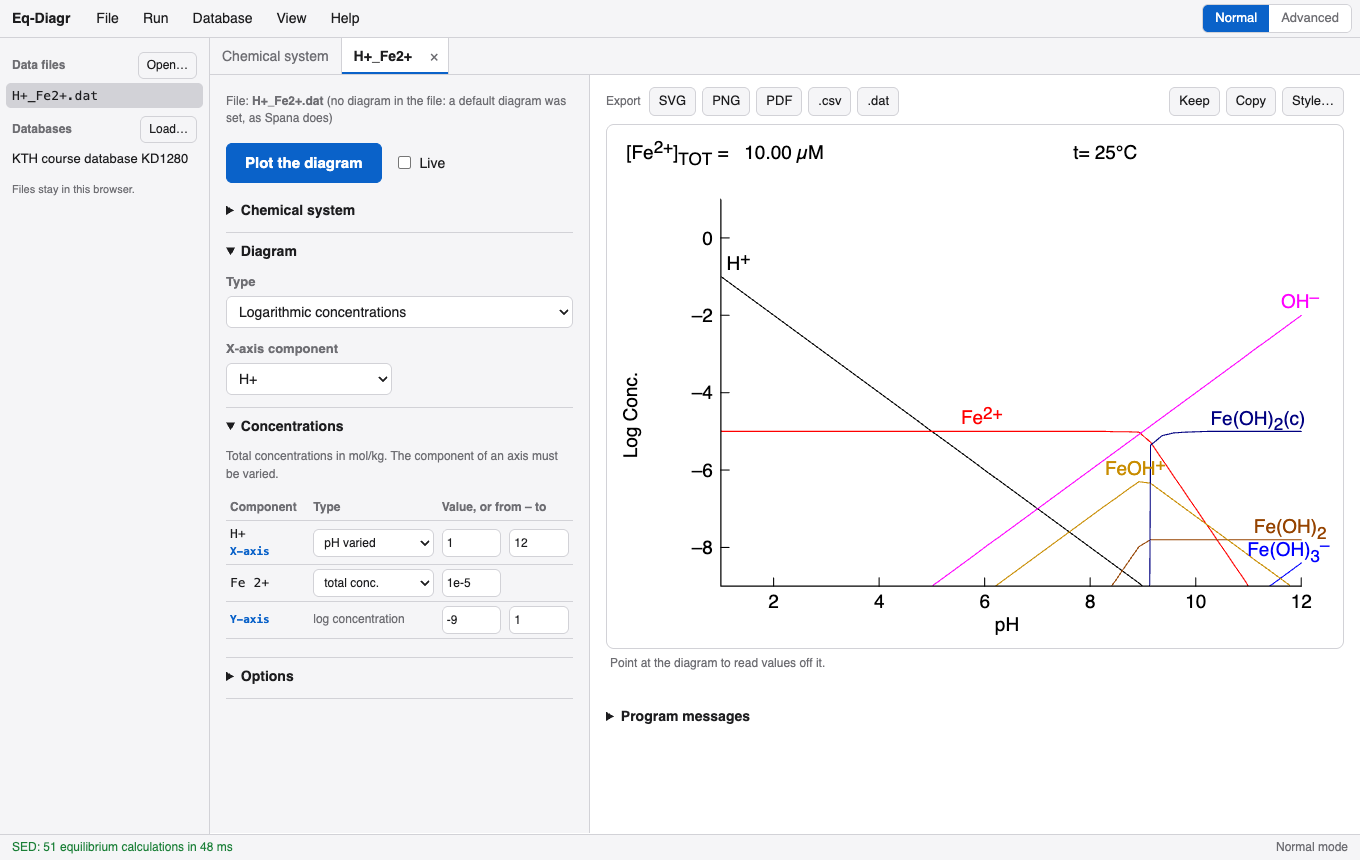 Eq-Diagr File Run Database View Help Normal Advanced
Data files Open...
H+_Fe2+.dat
Databases Load...
KTH course database KD1280
Files stay in this browser.
Chemical system H+_Fe2+ ×
File: H+_Fe2+.dat (no diagram in the file: a default diagram was
set, as Spana does)
Plot the diagram Live
Chemical system
Diagram
Type
Logarithmic concentrations
X-axis component
H+
Concentrations
Total concentrations in mol/kg. The component of an axis must
be varied.
Component Type Value, or from – to
H+
X-axis
pH varied 1 12
Fe 2+ total conc. 1e-5
Y-axis log concentration -9 1
Options
Export SVG PNG PDF .csv .dat Keep Copy Style...
[Fe2+]TOT = 10.00 µM t= 25°C
0
−2
−4
−6
−8
Log Conc.
H+
OH−
Fe2+
Fe(OH)2(c)
FeOH+
Fe(OH)2
Fe(OH)3−
2 4 6 8 10 12
pH
Point at the diagram to read values off it.
Program messages
SED: 51 equilibrium calculations in 48 ms Normal mode